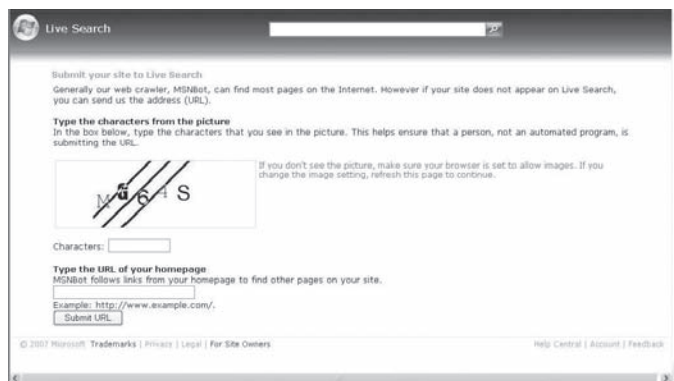 Live Search
Submit your site to Live Search
Generally our web crawler, MSNBot, can find most pages on the Internet. However if your site does not appear on Live Search,
you can send us the address (URL).
Type the characters from the picture
In the box below, type the characters that you see in the picture. This helps ensure that a person, not an automated program, is
submitting the URL.
If you don't see the picture, make sure your browser is set to allow images. If you
change the image setting, refresh this page to continue.
Characters:
Type the URL of your homepage
MSNBot follows links from your homepage to find other pages on your site.
Example: http://www.example.com/.
Submit URL
© 2007 Microsoft Trademarks | Privacy | Legal | For Site Owners
Help Central | Account | Feedback